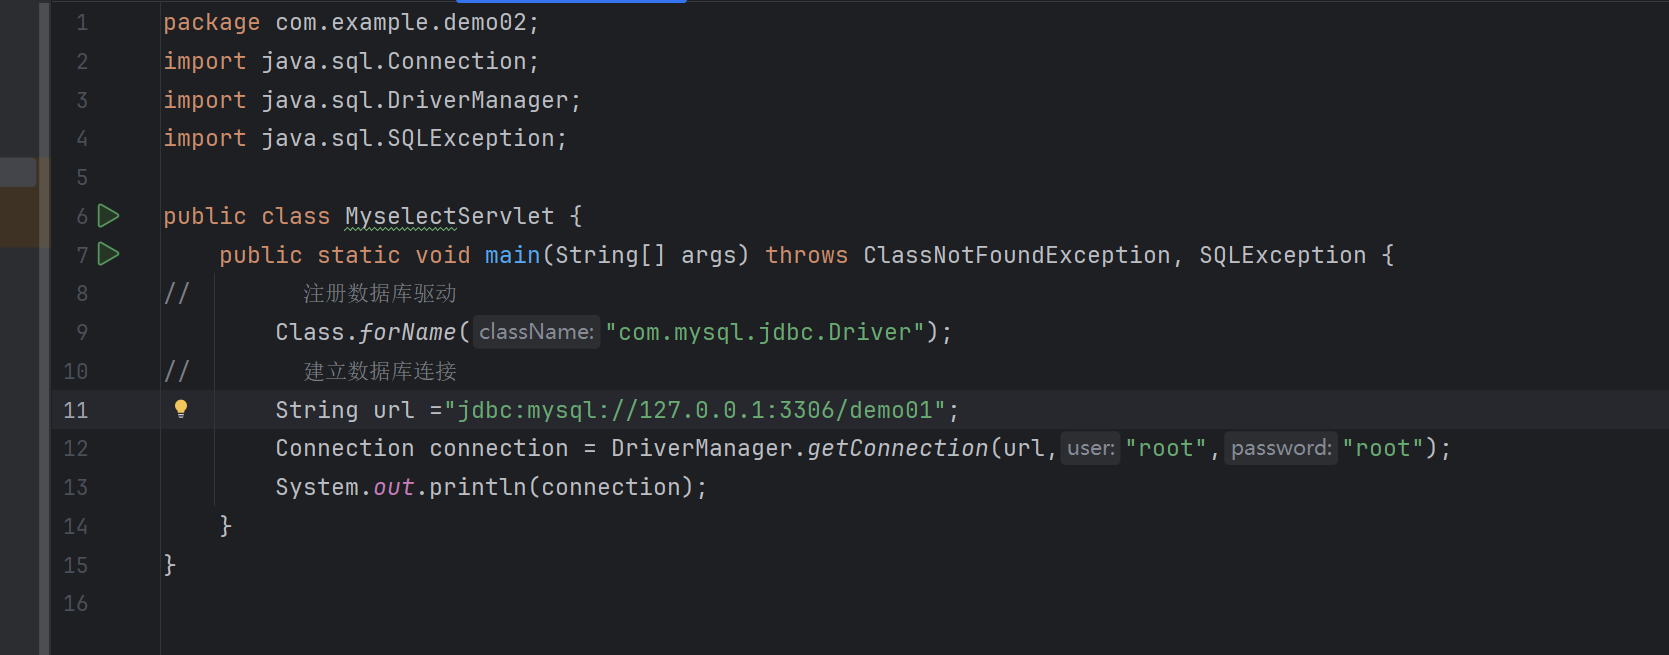 1 package com.example.demo02;
2 import java.sql.Connection;
3 import java.sql.DriverManager;
4 import java.sql.SQLException;
5
6 public class MyselectServlet {
7 public static void main(String[] args) throws ClassNotFoundException, SQLException {
8 // 注册数据库驱动
9 Class.forName( className: "com.mysql.jdbc.Driver");
10 // 建立数据库连接
11 String url ="jdbc:mysql://127.0.0.1:3306/demo01";
12 Connection connection = DriverManager.getConnection(url, user: "root", password: "root");
13 System.out.println(connection);
14 }
15 }
16